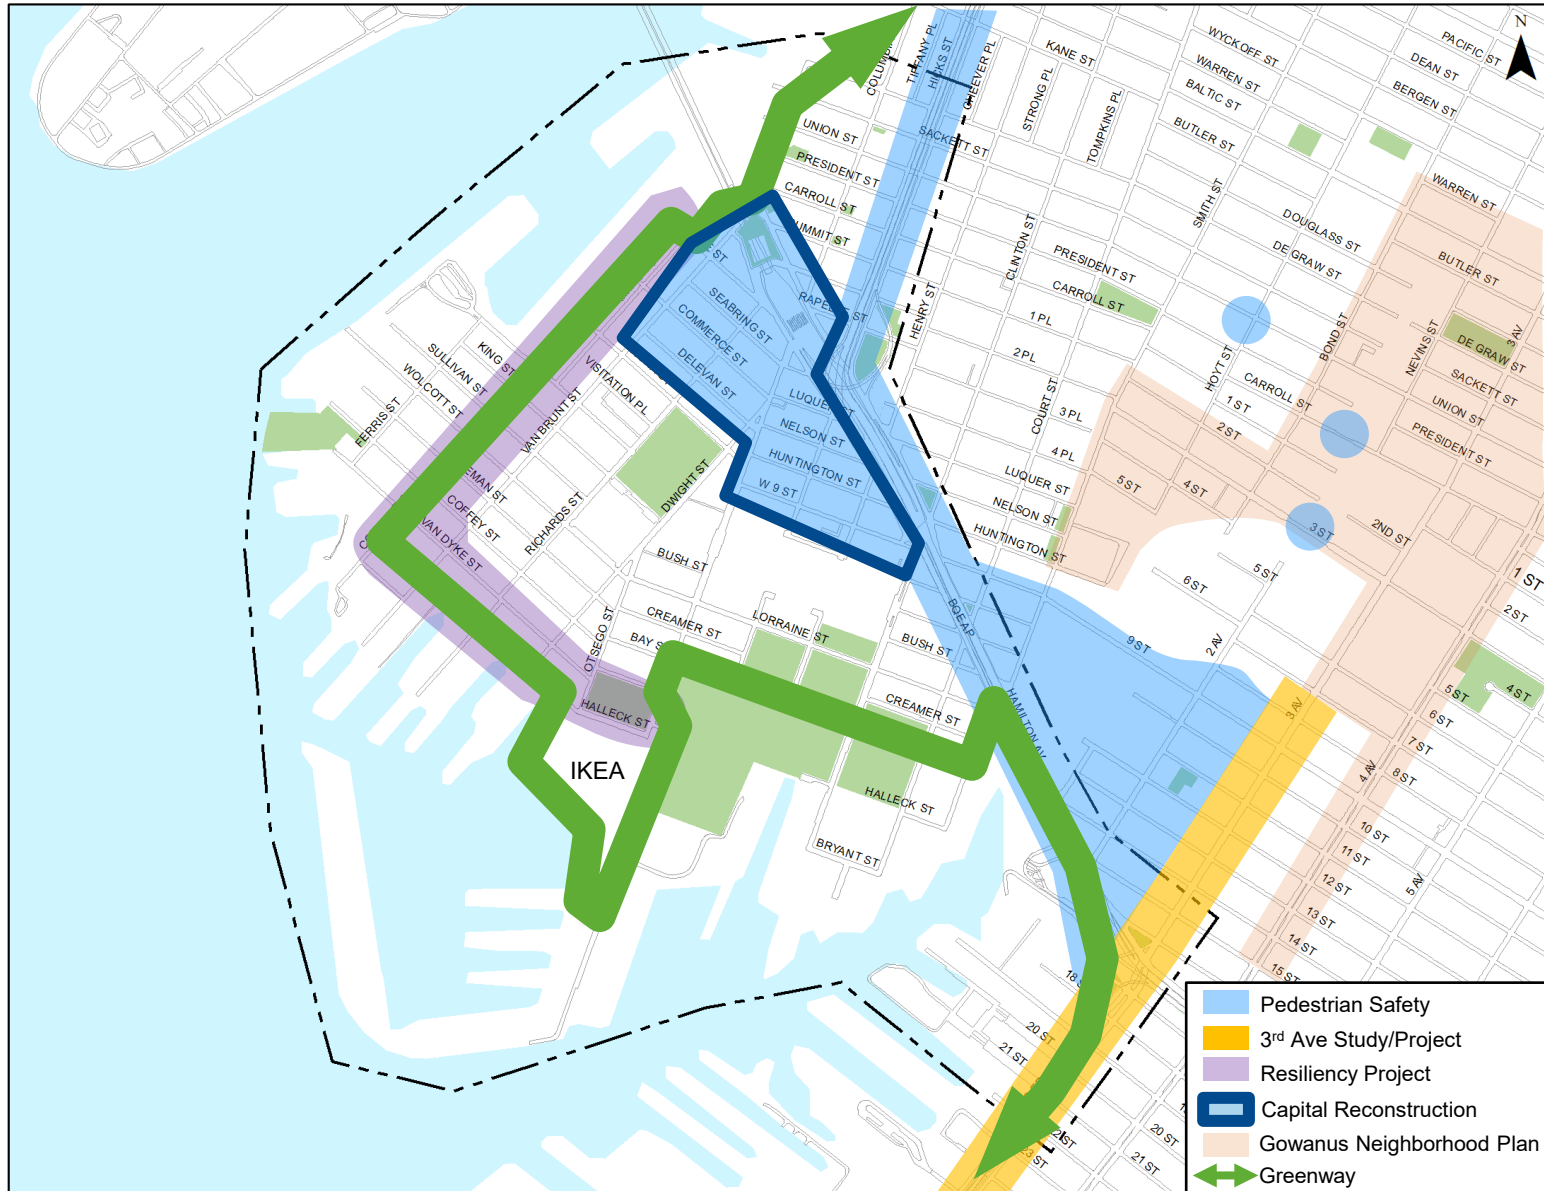 N
PACIFIC ST
WYCKOFF ST
KANE ST
DEAN ST
WARREN ST
BERGEN ST
BALTIC ST
BUTLER ST
TIFFANY PL
HICKS ST
CHEEVER PL
STRONG PL
TOMPKINS PL
UNION ST
SACKETT ST
PRESIDENT ST
CARROLL ST
WARREN ST
SMITH ST
DOUGLASS ST
DE GRAW ST
BUTLER ST
CLINTON ST
PRESIDENT ST
CARROLL ST
SEABRING ST
COMMERCE ST
DELEVAN ST
HENRY ST
1 PL
2 PL
BOND ST
NEVINS ST
3 AV
DE GRAW ST
SACKETT ST
UNION ST
PRESIDENT ST
KING ST
SULLIVAN ST
WOLCOTT ST
VISITATION PL
FERRIS ST
VAN BRUNT ST
LUQUER ST
NELSON ST
HUNTINGTON ST
W 9 ST
HOYT ST
CARROLL ST
1 ST
2 ST
COURT ST
3 PL
4 PL
LUQUER ST
NELSON ST
HUNTINGTON ST
5 ST
4 ST
3 ST
2ND ST
1 ST
2 ST
DWIGHT ST
COFFEY ST
RICHARDS ST
VAN DYKE ST
BUSH ST
OTSEGO ST
CREAMER ST
LORRAINE ST
BUSH ST
6 ST
5 ST
9 ST
2 AV
CREAMER ST
HAMILTON AV
3 AV
5 ST
4 ST
6 ST
7 ST
8 ST
4 AV
HALLECK ST
IKEA
HALLECK ST
BRYANT ST
10 ST
11 ST
12 ST
5 AV
13 ST
14 ST
15 ST
20 ST
21 ST
23 ST
20 ST
21 ST
Pedestrian Safety
3rd Ave Study/Project
Resiliency Project
Capital Reconstruction
Gowanus Neighborhood Plan
Greenway